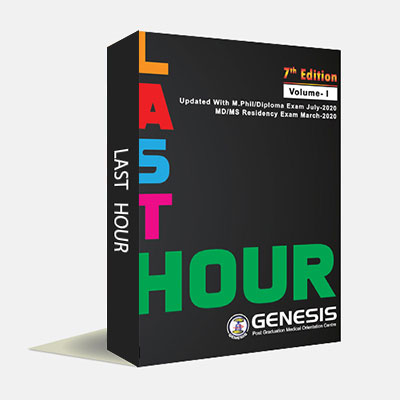 LAST HOUR
7th Edition
Volume- I
Updated With M.Phil/Diploma Exam July-2020
MD/MS Residency Exam March-2020
LAST
HOUR
GENESIS
Post Graduation Medical Orientation Centre